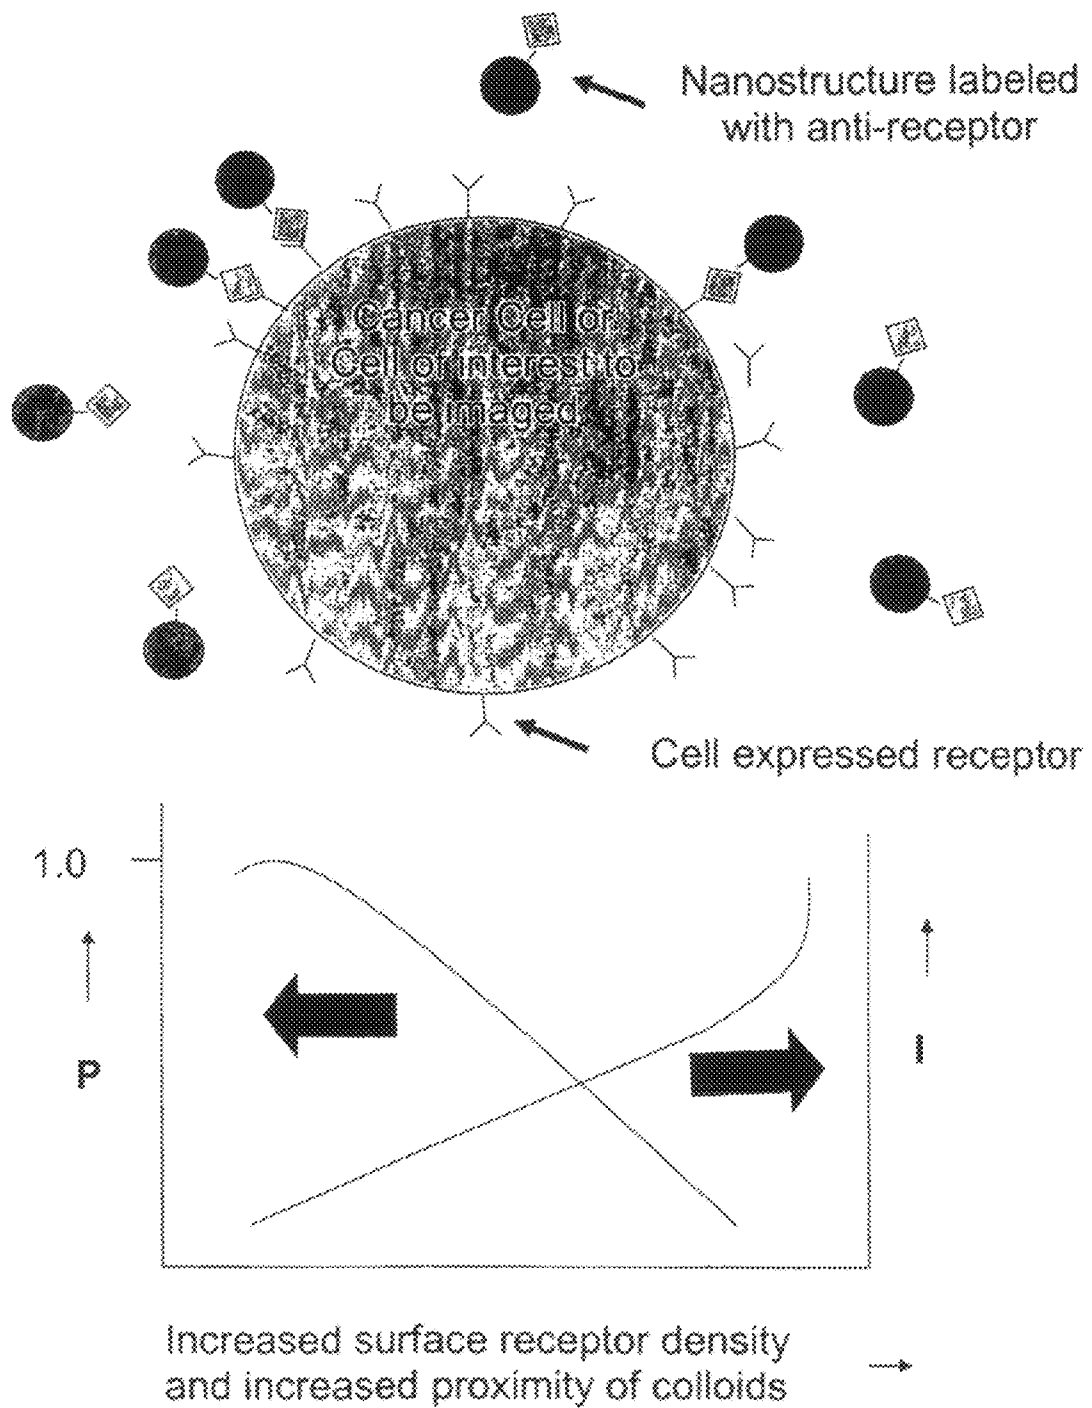 Nanostructure labeled
with anti-receptor
Cancer Cell or
Cell of interest to
be imaged
Cell expressed receptor
1.0
P
I
Increased surface receptor density
and increased proximity of colloids